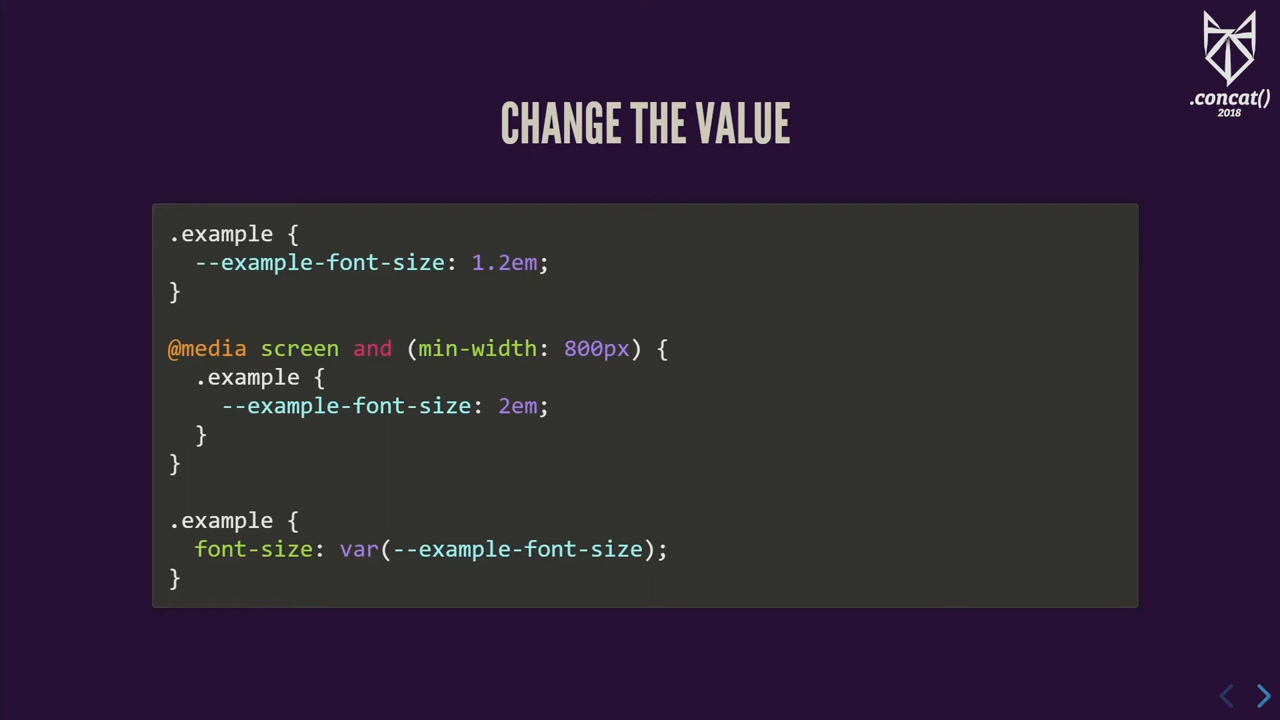 .concat()
2018
CHANGE THE VALUE
.example {
  --example-font-size: 1.2em;
}
@media screen and (min-width: 800px) {
  .example {
    --example-font-size: 2em;
  }
}
.example {
  font-size: var(--example-font-size);
}